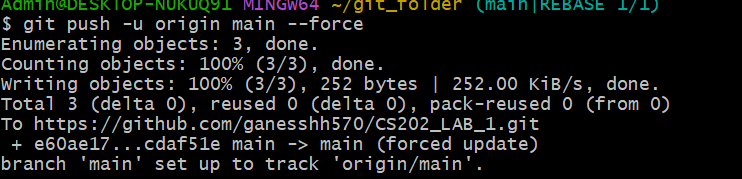 Admin@DESKTOP-NUKUQ91 MINGW64 ~/git_folder (main|REBASE 1/1)
$ git push -u origin main --force
Enumerating objects: 3, done.
Counting objects: 100% (3/3), done.
Writing objects: 100% (3/3), 252 bytes | 252.00 KiB/s, done.
Total 3 (delta 0), reused 0 (delta 0), pack-reused 0 (from 0)
To https://github.com/ganesshh570/CS202_LAB_1.git
 + e60ae17...cdaf51e main -> main (forced update)
branch 'main' set up to track 'origin/main'.